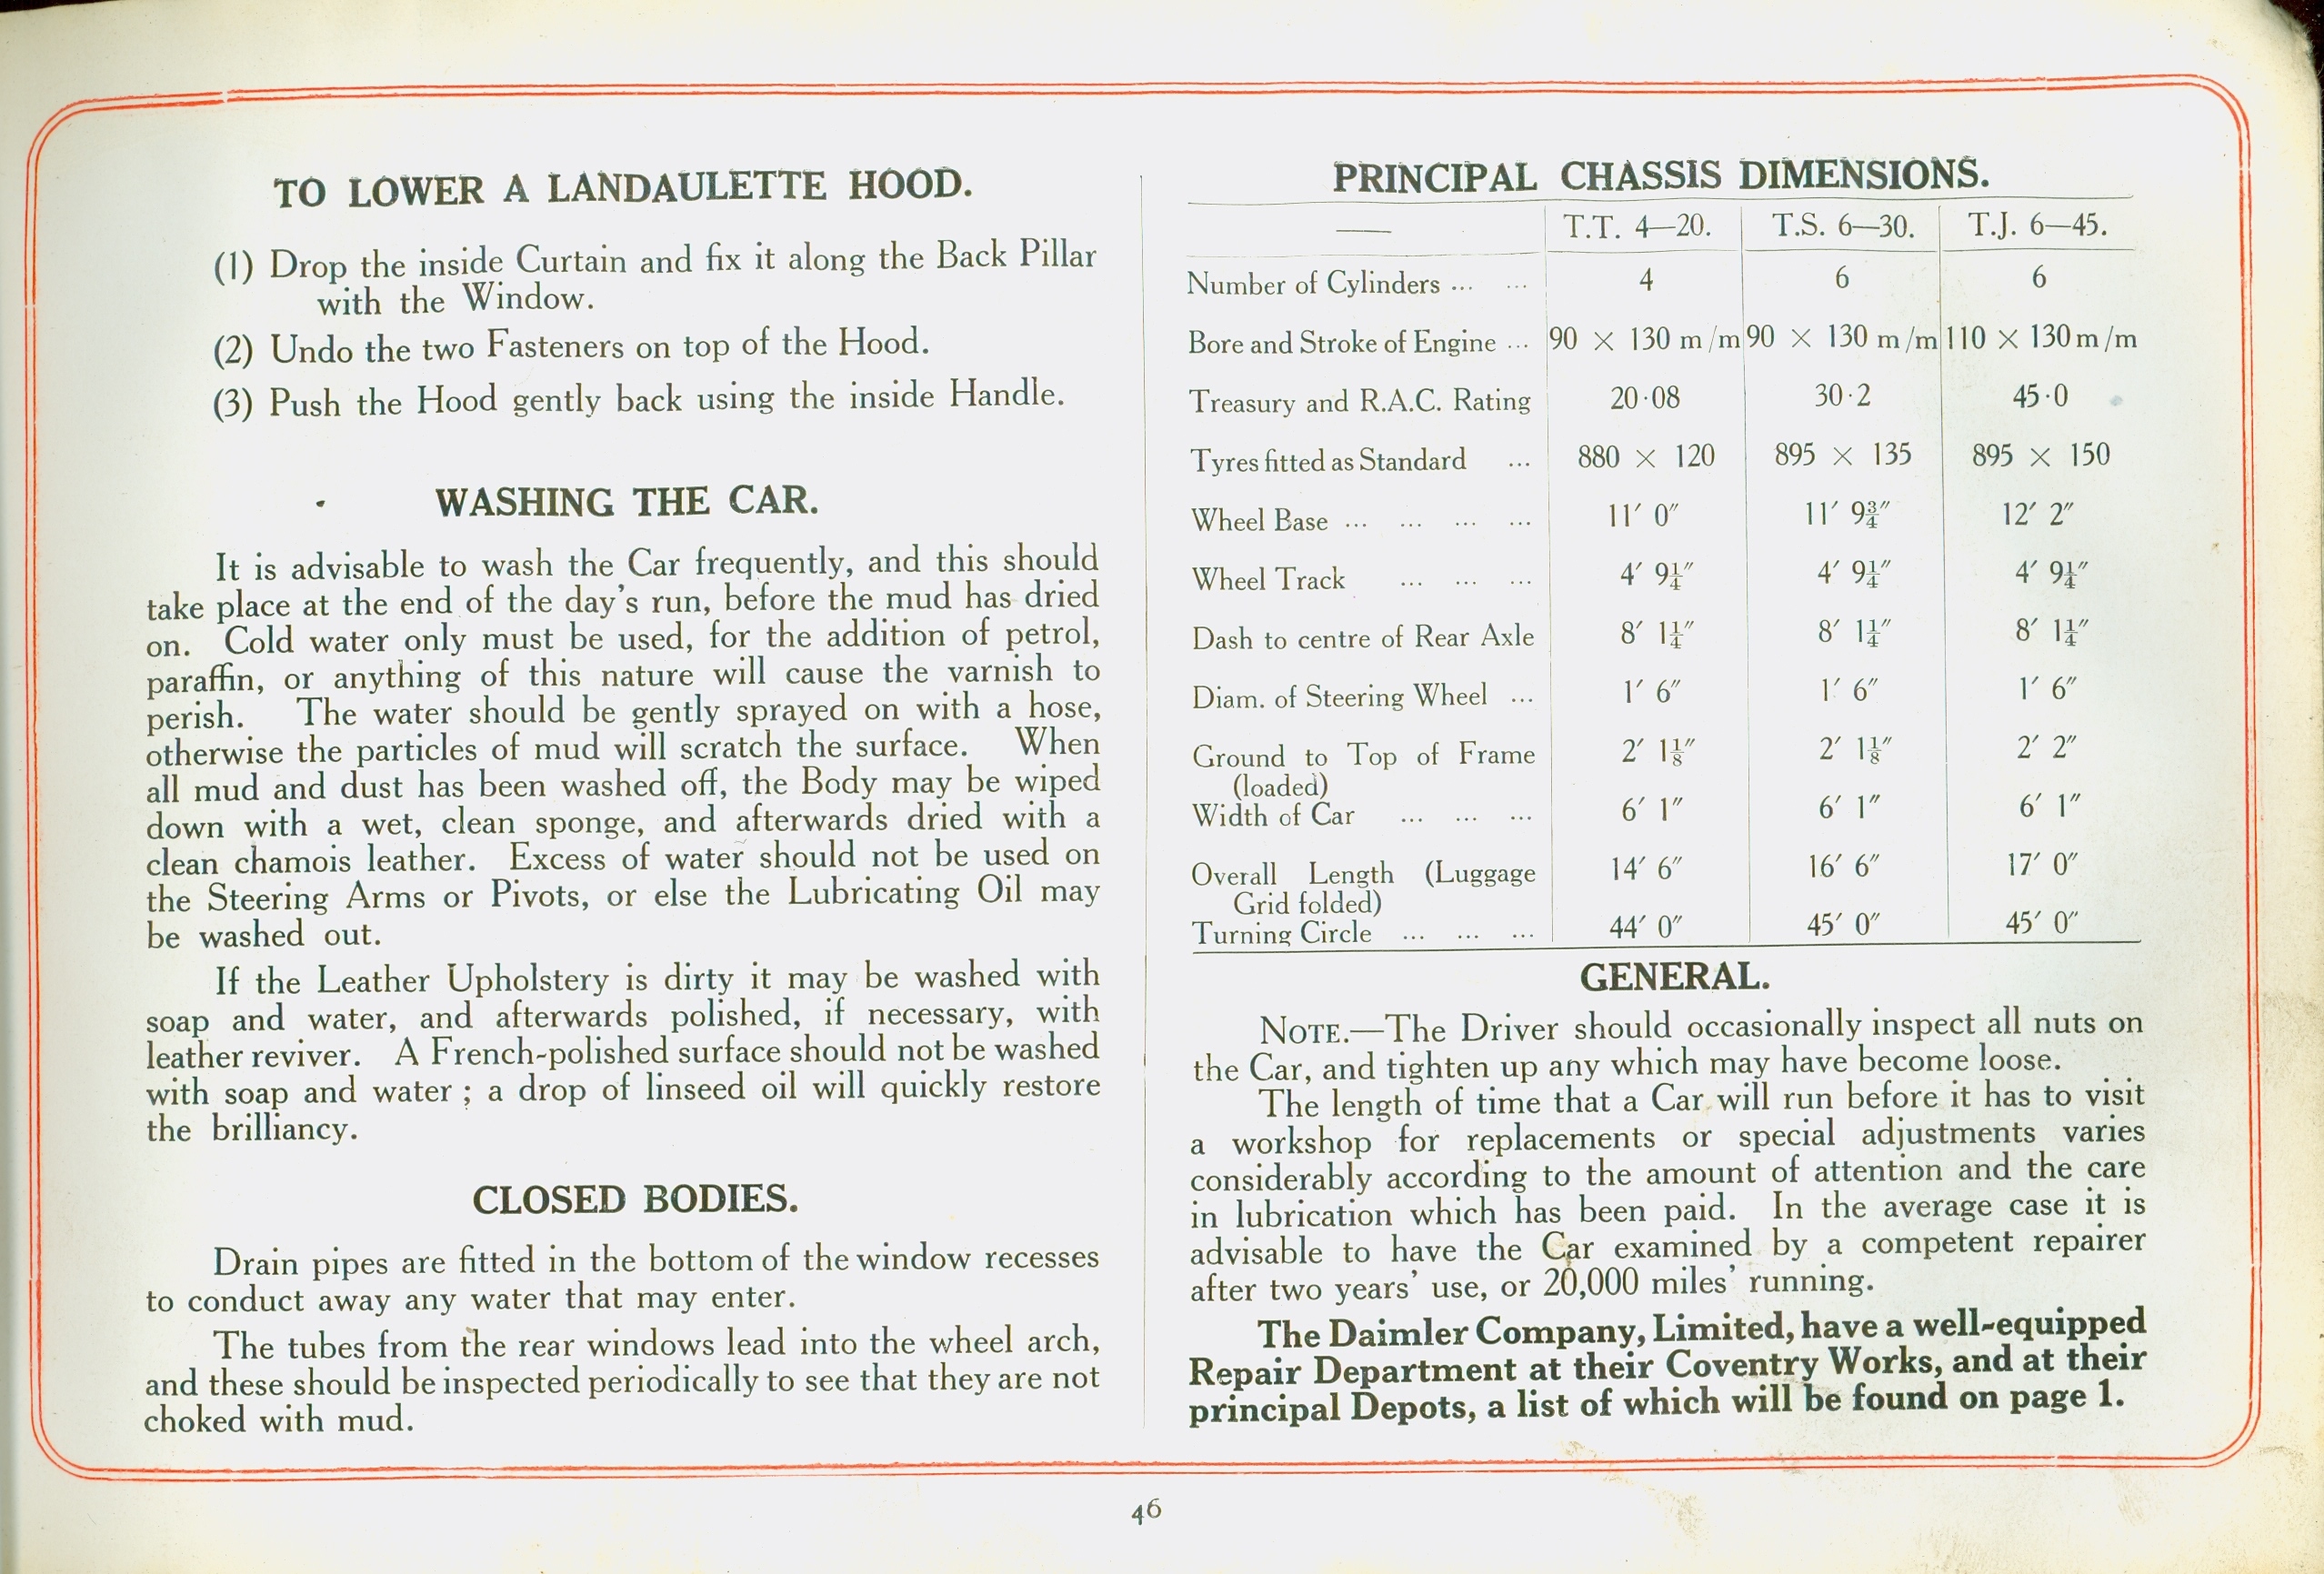 TO LOWER A LANDAULETTE HOOD.
(1) Drop the inside Curtain and fix it along the Back Pillar
with the Window.
(2) Undo the two Fasteners on top of the Hood.
(3) Push the Hood gently back using the inside Handle.
WASHING THE CAR.
It is advisable to wash the Car frequently, and this should
take place at the end of the day's run, before the mud has dried
on. Cold water only must be used, for the addition of petrol,
paraffin, or anything of this nature will cause the varnish to
perish. The water should be gently sprayed on with a hose,
otherwise the particles of mud will scratch the surface. When
all mud and dust has been washed off, the Body may be wiped
down with a wet, clean sponge, and afterwards dried with a
clean chamois leather. Excess of water should not be used on
the Steering Arms or Pivots, or else the Lubricating Oil may
be washed out.
If the Leather Upholstery is dirty it may be washed with
soap and water, and afterwards polished, if necessary, with
leather reviver. A French-polished surface should not be washed
with soap and water ; a drop of linseed oil will quickly restore
the brilliancy.
CLOSED BODIES.
Drain pipes are fitted in the bottom of the window recesses
to conduct away any water that may enter.
The tubes from the rear windows lead into the wheel arch,
and these should be inspected periodically to see that they are not
choked with mud.
PRINCIPAL CHASSIS DIMENSIONS.
— T.T. 4—20. T.S. 6—30. T.J. 6—45.
Number of Cylinders ... ... 4 6 6
Bore and Stroke of Engine ... 90 × 130 m/m 90 × 130 m/m 110 × 130 m/m
Treasury and R.A.C. Rating 20·08 30·2 45·0
Tyres fitted as Standard ... 880 × 120 895 × 135 895 × 150
Wheel Base ... ... ... ... 11′ 0″ 11′ 9¾″ 12′ 2″
Wheel Track ... ... ... 4′ 9¼″ 4′ 9¼″ 4′ 9¼″
Dash to centre of Rear Axle 8′ 1¼″ 8′ 1¼″ 8′ 1¼″
Diam. of Steering Wheel ... 1′ 6″ 1′ 6″ 1′ 6″
Ground to Top of Frame 2′ 1⅛″ 2′ 1⅛″ 2′ 2″
(loaded)
Width of Car ... ... ... 6′ 1″ 6′ 1″ 6′ 1″
Overall Length (Luggage 14′ 6″ 16′ 6″ 17′ 0″
Grid folded)
Turning Circle ... ... ... 44′ 0″ 45′ 0″ 45′ 0″
GENERAL.
NOTE.—The Driver should occasionally inspect all nuts on
the Car, and tighten up any which may have become loose.
The length of time that a Car will run before it has to visit
a workshop for replacements or special adjustments varies
considerably according to the amount of attention and the care
in lubrication which has been paid. In the average case it is
advisable to have the Car examined by a competent repairer
after two years' use, or 20,000 miles' running.
The Daimler Company, Limited, have a well-equipped
Repair Department at their Coventry Works, and at their
principal Depots, a list of which will be found on page 1.
46